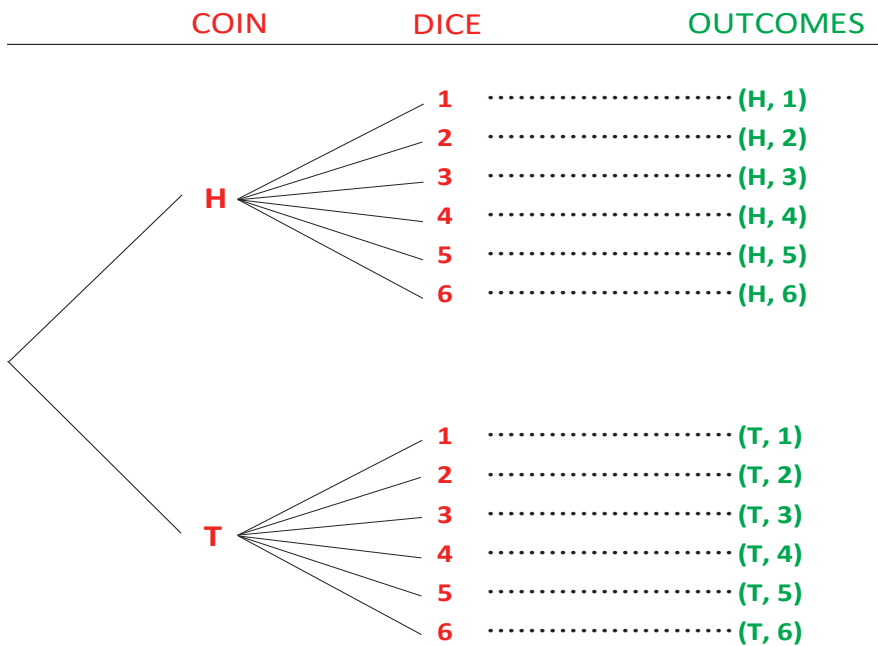 COIN DICE OUTCOMES
1 (H, 1)
2 (H, 2)
3 (H, 3)
H
4 (H, 4)
5 (H, 5)
6 (H, 6)
1 (T, 1)
2 (T, 2)
3 (T, 3)
T
4 (T, 4)
5 (T, 5)
6 (T, 6)